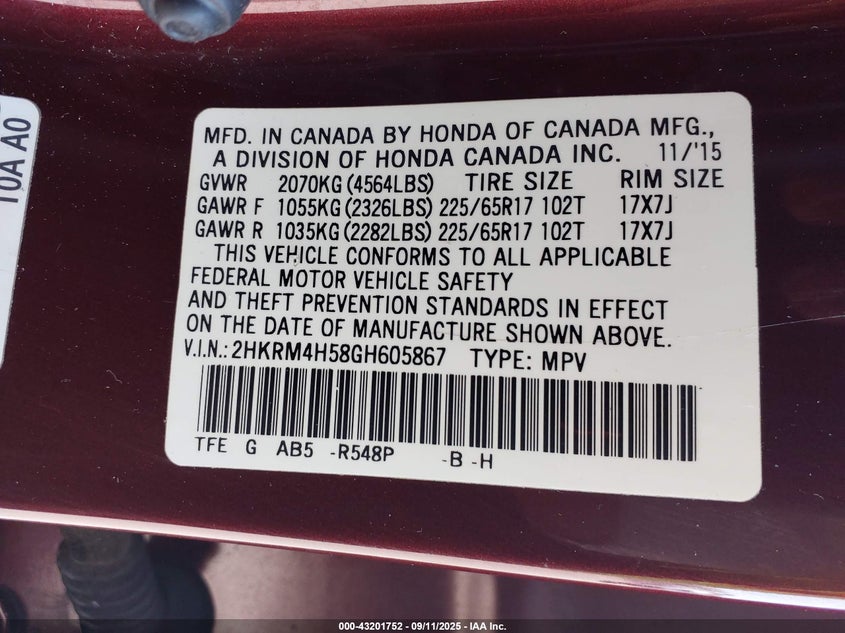 10A A0
MFD. IN CANADA BY HONDA OF CANADA MFG.,
A DIVISION OF HONDA CANADA INC. 11/'15
GVWR 2070KG (4564LBS) TIRE SIZE RIM SIZE
GAWR F 1055KG (2326LBS) 225/65R17 102T 17X7J
GAWR R 1035KG (2282LBS) 225/65R17 102T 17X7J
THIS VEHICLE CONFORMS TO ALL APPLICABLE
FEDERAL MOTOR VEHICLE SAFETY
AND THEFT PREVENTION STANDARDS IN EFFECT
ON THE DATE OF MANUFACTURE SHOWN ABOVE.
V.I.N.: 2HKRM4H58GH605867 TYPE: MPV
TFE G AB5 -R548P -B -H
000-43201752 - 09/11/2025 - IAA Inc.